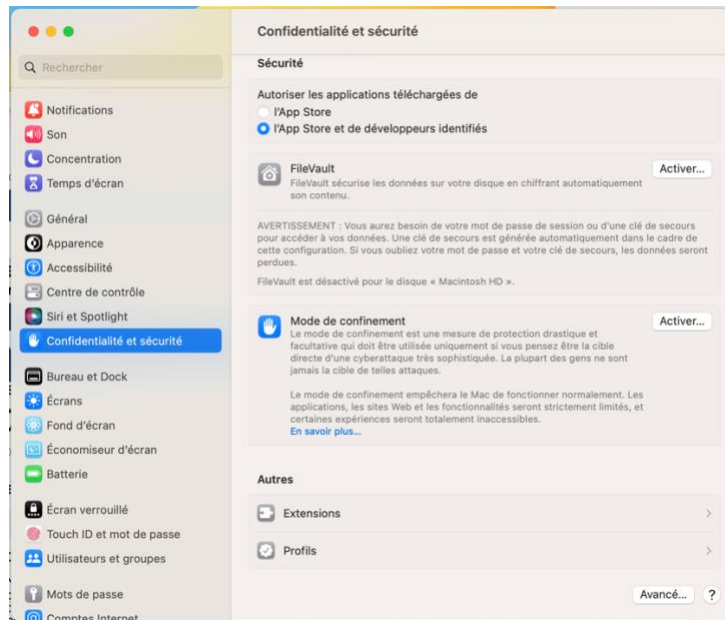 Confidentialité et sécurité
Rechercher
Notifications
Son
Concentration
Temps d'écran
Général
Apparence
Accessibilité
Centre de contrôle
Siri et Spotlight
Confidentialité et sécurité
Bureau et Dock
Écrans
Fond d'écran
Économiseur d'écran
Batterie
Écran verrouillé
Touch ID et mot de passe
Utilisateurs et groupes
Mots de passe
Comptes Internet
Sécurité
Autoriser les applications téléchargées de
l'App Store
l'App Store et de développeurs identifiés
FileVault
Activer...
FileVault sécurise les données sur votre disque en chiffrant automatiquement
son contenu.
AVERTISSEMENT : Vous aurez besoin de votre mot de passe de session ou d'une clé de secours
pour accéder à vos données. Une clé de secours est générée automatiquement dans le cadre de
cette configuration. Si vous oubliez votre mot de passe et votre clé de secours, les données seront
perdues.
FileVault est désactivé pour le disque « Macintosh HD ».
Mode de confinement
Activer...
Le mode de confinement est une mesure de protection drastique et
facultative qui doit être utilisée uniquement si vous pensez être la cible
directe d'une cyberattaque très sophistiquée. La plupart des gens ne sont
jamais la cible de telles attaques.
Le mode de confinement empêchera le Mac de fonctionner normalement. Les
applications, les sites Web et les fonctionnalités seront strictement limités, et
certaines expériences seront totalement inaccessibles.
En savoir plus...
Autres
Extensions
Profils
Avancé...
?